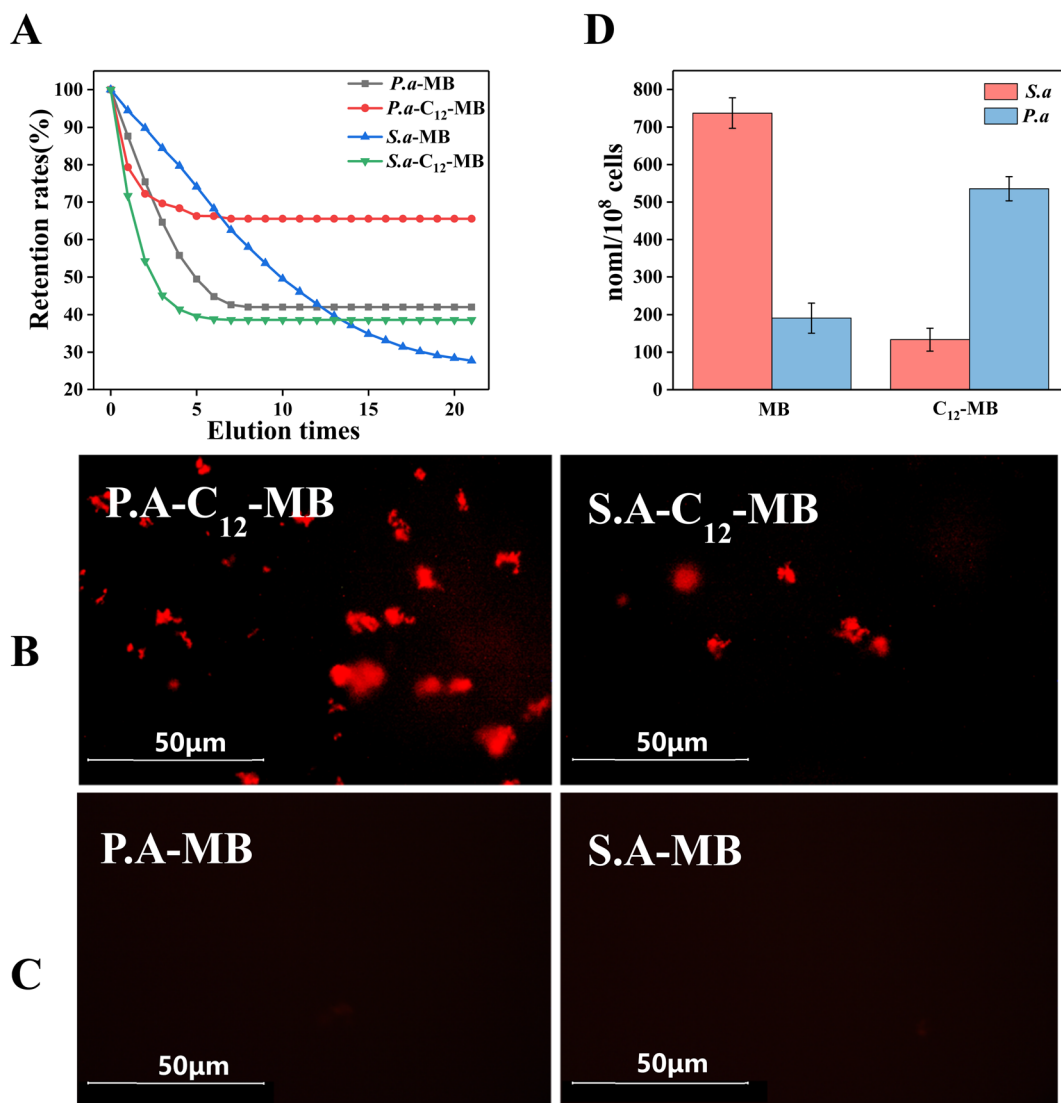 A
P.a-MB
P.a-C12-MB
S.a-MB
S.a-C12-MB
100
90
80
70
60
50
40
30
20
Retention rates(%)
0 5 10 15 20
Elution times
D
S.a
P.a
800
700
600
500
400
300
200
100
0
noml/10^8 cells
MB C12-MB
B
P.A-C12-MB
50μm
S.A-C12-MB
50μm
C
P.A-MB
50μm
S.A-MB
50μm